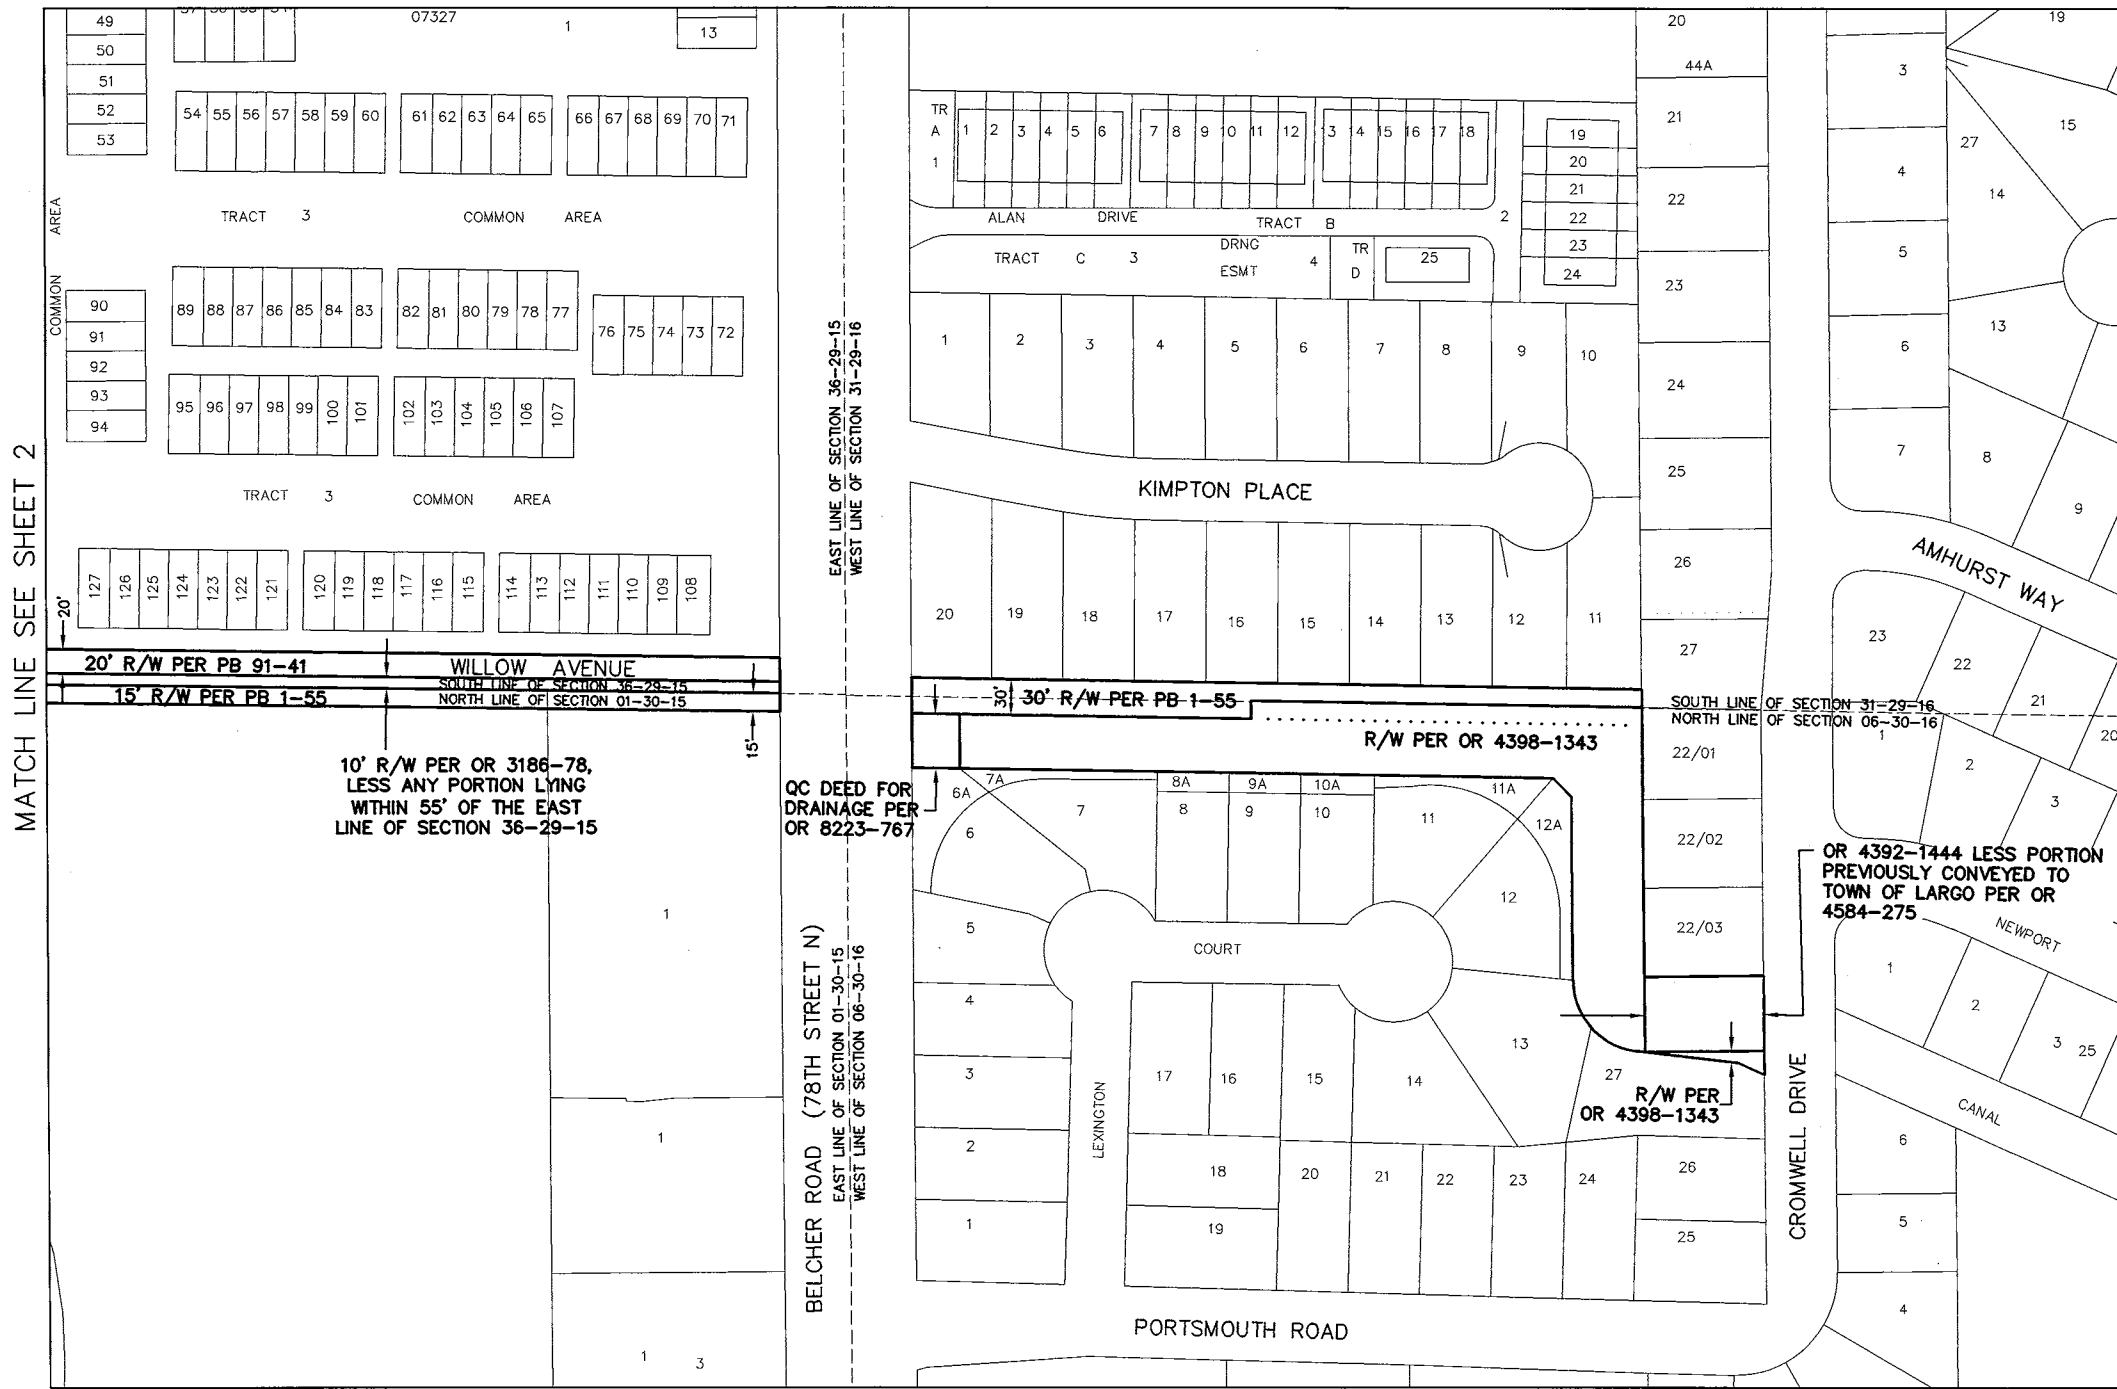 MATCH LINE SEE SHEET 2
49
50
51
52
53
07327
1
13
54 55 56 57 58 59 60
61 62 63 64 65
66 67 68 69 70 71
COMMON AREA
TRACT 3 COMMON AREA
90
91
92
93
94
89 88 87 86 85 84 83
82 81 80 79 78 77
76 75 74 73 72
95 96 97 98 99 100 101
102 103 104 105 106 107
TRACT 3 COMMON AREA
127 126 125 124 123 122 121
120 119 118 117 116 115
114 113 112 111 110 109 108
20'
20' R/W PER PB 91-41
WILLOW AVENUE
SOUTH LINE OF SECTION 36-29-15
15' R/W PER PB 1-55
NORTH LINE OF SECTION 01-30-15
15'
10' R/W PER OR 3186-78,
LESS ANY PORTION LYING
WITHIN 55' OF THE EAST
LINE OF SECTION 36-29-15
1
1
1 3
EAST LINE OF SECTION 36-29-15
WEST LINE OF SECTION 31-29-16
QC DEED FOR
DRAINAGE PER
OR 8223-767
BELCHER ROAD (78TH STREET N)
EAST LINE OF SECTION 01-30-15
WEST LINE OF SECTION 06-30-16
TR
A
1
1 2 3 4 5 6
7 8 9 10 11 12
13 14 15 16 17 18
19
20
21
22
23
24
ALAN DRIVE TRACT B
2
TRACT C 3
DRNG
ESMT
4
TR
D
25
1 2 3 4 5 6 7 8 9 10
KIMPTON PLACE
20 19 18 17 16 15 14 13 12 11
30'
30' R/W PER PB 1-55
R/W PER OR 4398-1343
7A
6A
8A 9A 10A
11A
12A
6
7
8 9 10
11
12
5
COURT
4
3
2
1
LEXINGTON
17 16 15 14
13
27
18
19
20 21 22 23 24
R/W PER
OR 4398-1343
26
25
PORTSMOUTH ROAD
20
44A
21
22
23
24
25
26
27
SOUTH LINE OF SECTION 31-29-16
NORTH LINE OF SECTION 06-30-16
22/01
22/02
22/03
OR 4392-1444 LESS PORTION
PREVIOUSLY CONVEYED TO
TOWN OF LARGO PER OR
4584-275
CROMWELL DRIVE
19
3
15
27
4
14
5
13
6
7
8
9
AMHURST WAY
23
22
21
20
1
2
3
NEWPORT
1
2
3 25
CANAL
6
5
4